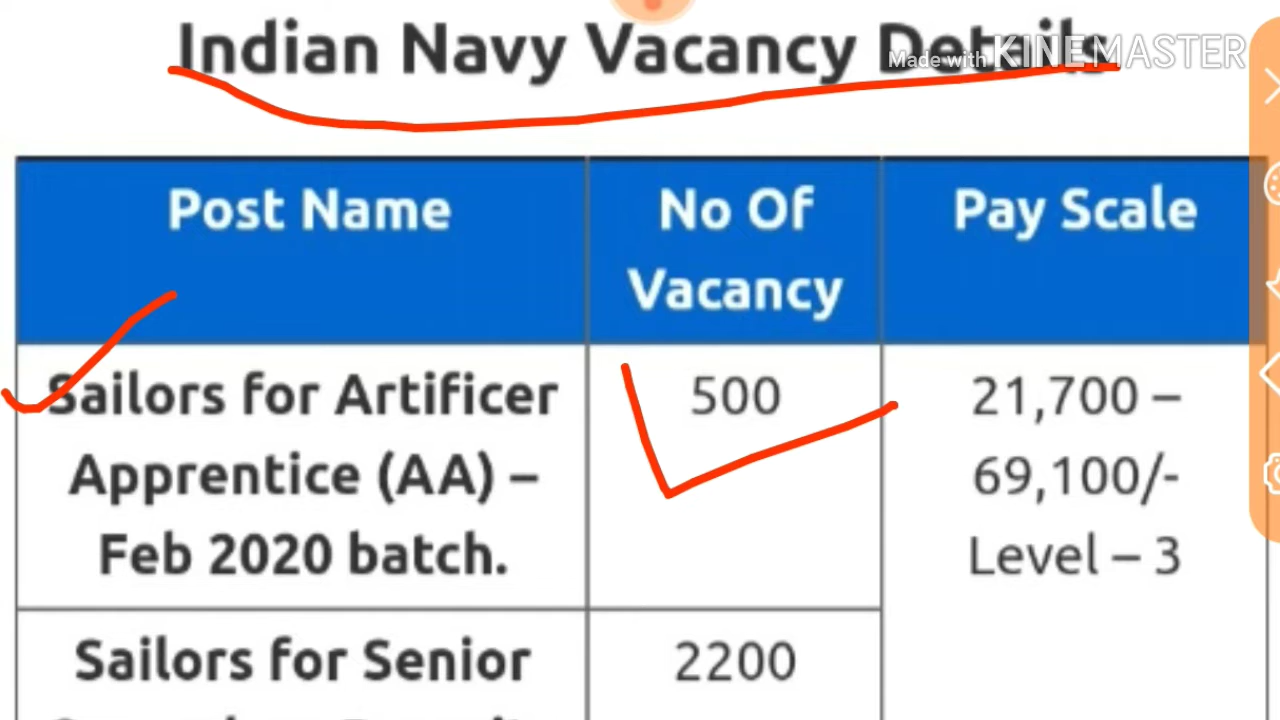 Indian Navy Vacancy Details
Made with KINEMASTER
Post Name
No Of
Vacancy
Pay Scale
Sailors for Artificer
Apprentice (AA) –
Feb 2020 batch.
500
21,700 –
69,100/-
Level – 3
Sailors for Senior
2200